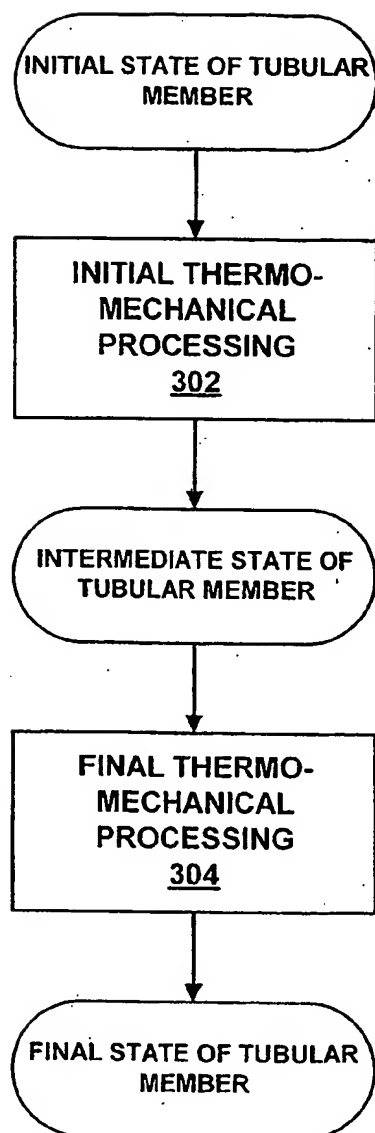 INITIAL STATE OF TUBULAR
MEMBER
INITIAL THERMO-
MECHANICAL
PROCESSING
302
INTERMEDIATE STATE OF
TUBULAR MEMBER
FINAL THERMO-
MECHANICAL
PROCESSING
304
FINAL STATE OF TUBULAR
MEMBER